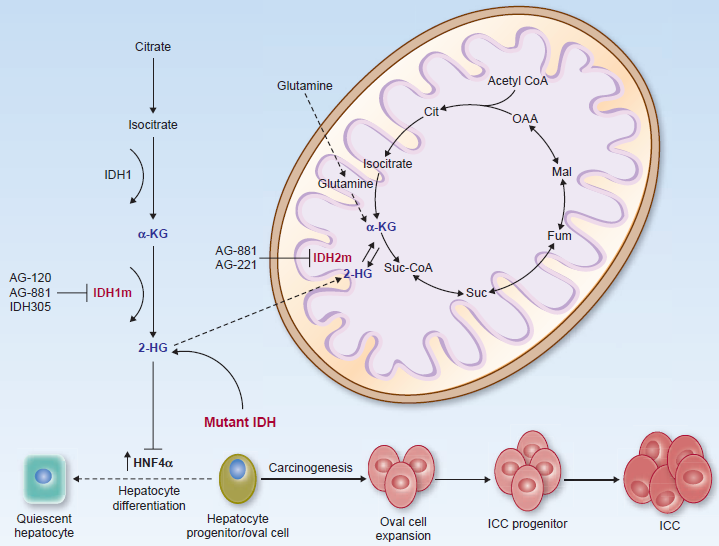 Citrate
Isocitrate
IDH1
α-KG
AG-120
AG-881
IDH305
IDH1m
2-HG
Mutant IDH
HNF4α
Hepatocyte
differentiation
Glutamine
Glutamine
Acetyl CoA
Cit
OAA
Isocitrate
Mal
α-KG
Fum
AG-881
AG-221
IDH2m
2-HG
Suc-CoA
Suc
Carcinogenesis
Quiescent
hepatocyte
Hepatocyte
progenitor/oval cell
Oval cell
expansion
ICC progenitor
ICC